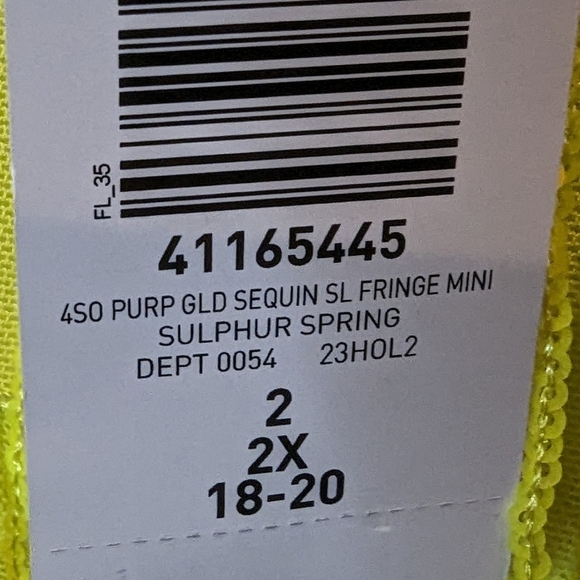 FL_35
41165445
4SO PURP GLD SEQUIN SL FRINGE MINI
SULPHUR SPRING
DEPT 0054 23HOL2
2
2X
18-20